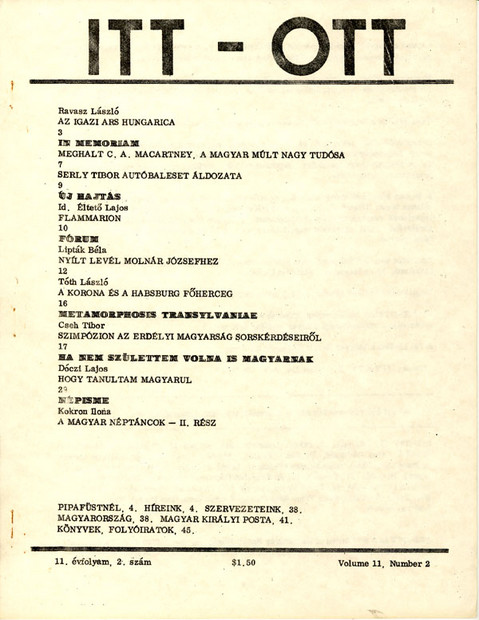 ITT - OTT
Ravasz László
AZ IGAZI ARS HUNGARICA
3
IN MEMORIAM
MEGHALT C. A. MACARTNEY, A MAGYAR MÚLT NAGY TUDÓSA
7
SERLY TIBOR AUTÓBALESET ÁLDOZATA
9
ÚJ HAJTÁS
Id. Éltető Lajos
FLAMMARION
10
FÓRUM
Lipták Béla
NYÍLT LEVÉL MOLNÁR JÓZSEFHEZ
12
Tóth László
A KORONA ÉS A HABSBURG FŐHERCEG
16
METAMORPHOSIS TRANSYLVANIAE
Cseh Tibor
SZIMPÓZION AZ ERDÉLYI MAGYARSÁG SORSKÉRDÉSEIRŐL
17
HA NEM SZÜLETTEM VOLNA IS MAGYARNAK
Dóczi Lajos
HOGY TANULTAM MAGYARUL
NÉPISME
Kokron Ilona
A MAGYAR NÉPTÁNCOK — II. RÉSZ
PIPAFÜSTNÉL, 4. HÍREINK, 4. SZERVEZETEINK, 38.
MAGYARORSZÁG, 38. MAGYAR KIRÁLYI POSTA, 41.
KÖNYVEK, FOLYÓIRATOK, 45.
11. évfolyam, 2. szám $1.50 Volume 11, Number 2